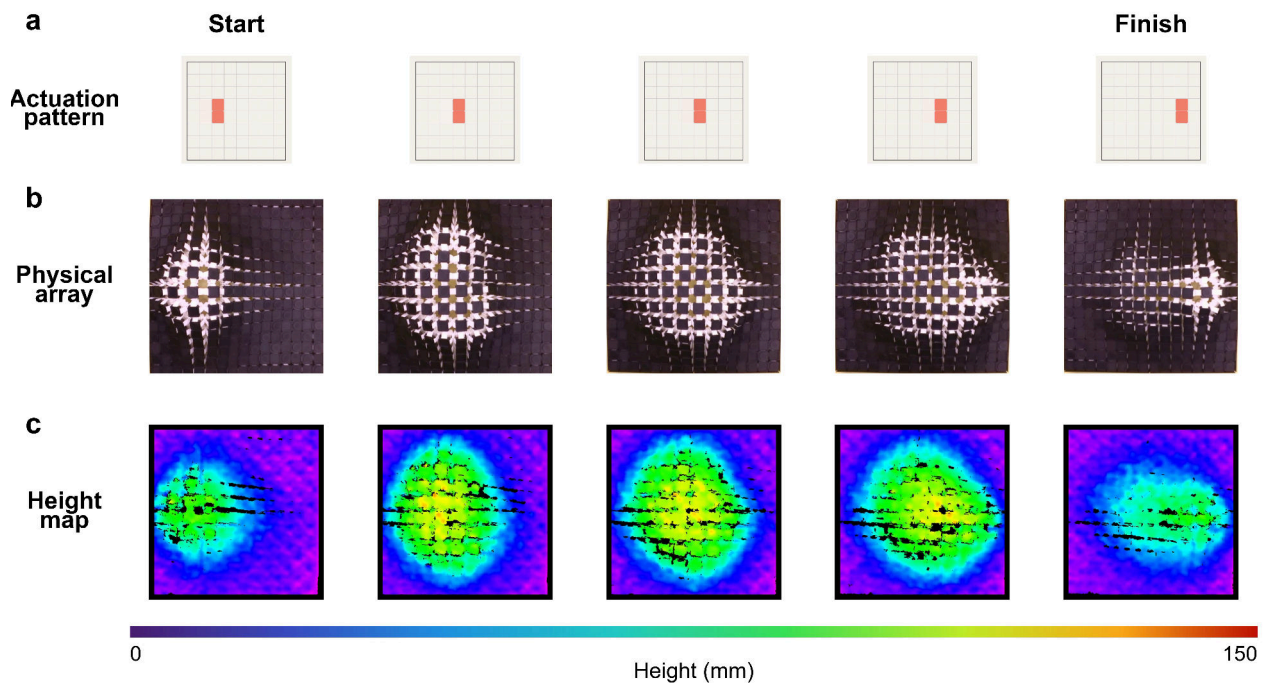 a
Start
Finish
Actuation
pattern
b
Physical
array
c
Height
map
0
150
Height (mm)